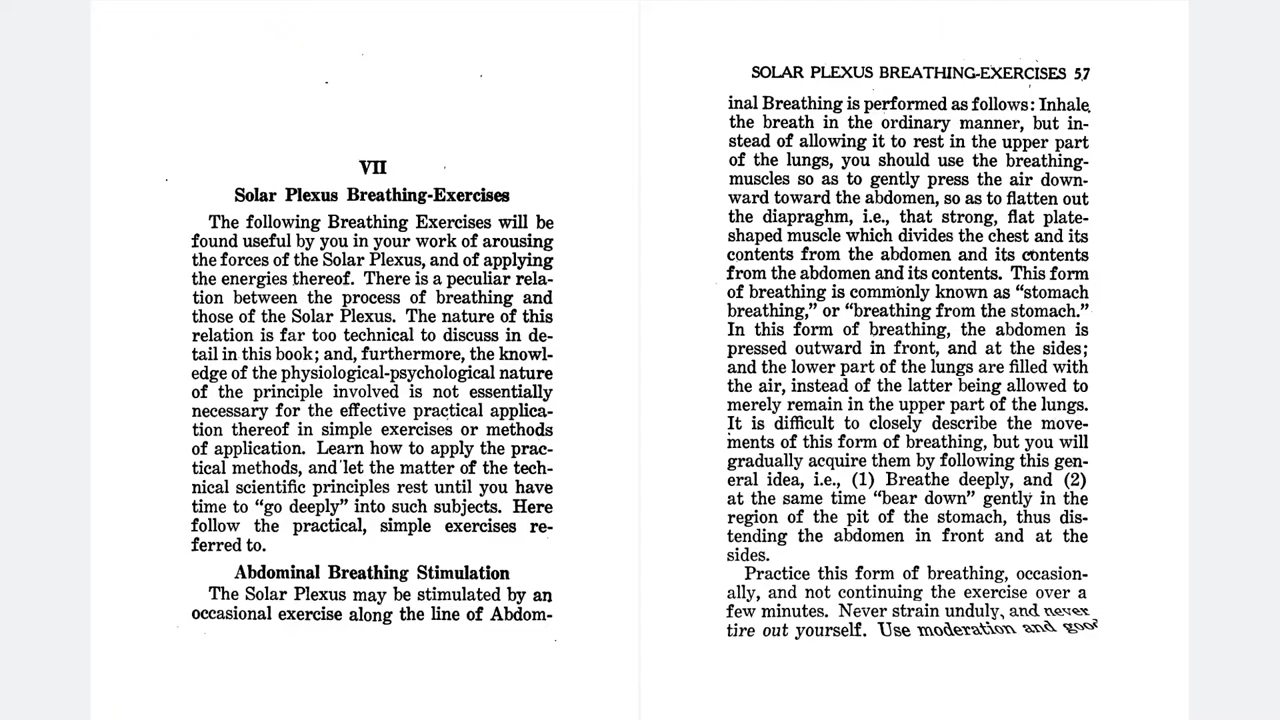 VII
Solar Plexus Breathing-Exercises
The following Breathing Exercises will be
found useful by you in your work of arousing
the forces of the Solar Plexus, and of applying
the energies thereof. There is a peculiar rela-
tion between the process of breathing and
those of the Solar Plexus. The nature of this
relation is far too technical to discuss in de-
tail in this book; and, furthermore, the knowl-
edge of the physiological-psychological nature
of the principle involved is not essentially
necessary for the effective practical applica-
tion thereof in simple exercises or methods
of application. Learn how to apply the prac-
tical methods, and let the matter of the tech-
nical scientific principles rest until you have
time to “go deeply” into such subjects. Here
follow the practical, simple exercises re-
ferred to.
Abdominal Breathing Stimulation
The Solar Plexus may be stimulated by an
occasional exercise along the line of Abdom-
SOLAR PLEXUS BREATHING-EXERCISES 57
inal Breathing is performed as follows: Inhale
the breath in the ordinary manner, but in-
stead of allowing it to rest in the upper part
of the lungs, you should use the breathing-
muscles so as to gently press the air down-
ward toward the abdomen, so as to flatten out
the diapraghm, i.e., that strong, flat plate-
shaped muscle which divides the chest and its
contents from the abdomen and its contents
from the abdomen and its contents. This form
of breathing is commonly known as “stomach
breathing,” or “breathing from the stomach.”
In this form of breathing, the abdomen is
pressed outward in front, and at the sides;
and the lower part of the lungs are filled with
the air, instead of the latter being allowed to
merely remain in the upper part of the lungs.
It is difficult to closely describe the move-
ments of this form of breathing, but you will
gradually acquire them by following this gen-
eral idea, i.e., (1) Breathe deeply, and (2)
at the same time “bear down” gently in the
region of the pit of the stomach, thus dis-
tending the abdomen in front and at the
sides.
Practice this form of breathing, occasion-
ally, and not continuing the exercise over a
few minutes. Never strain unduly, and never
tire out yourself. Use moderation and good